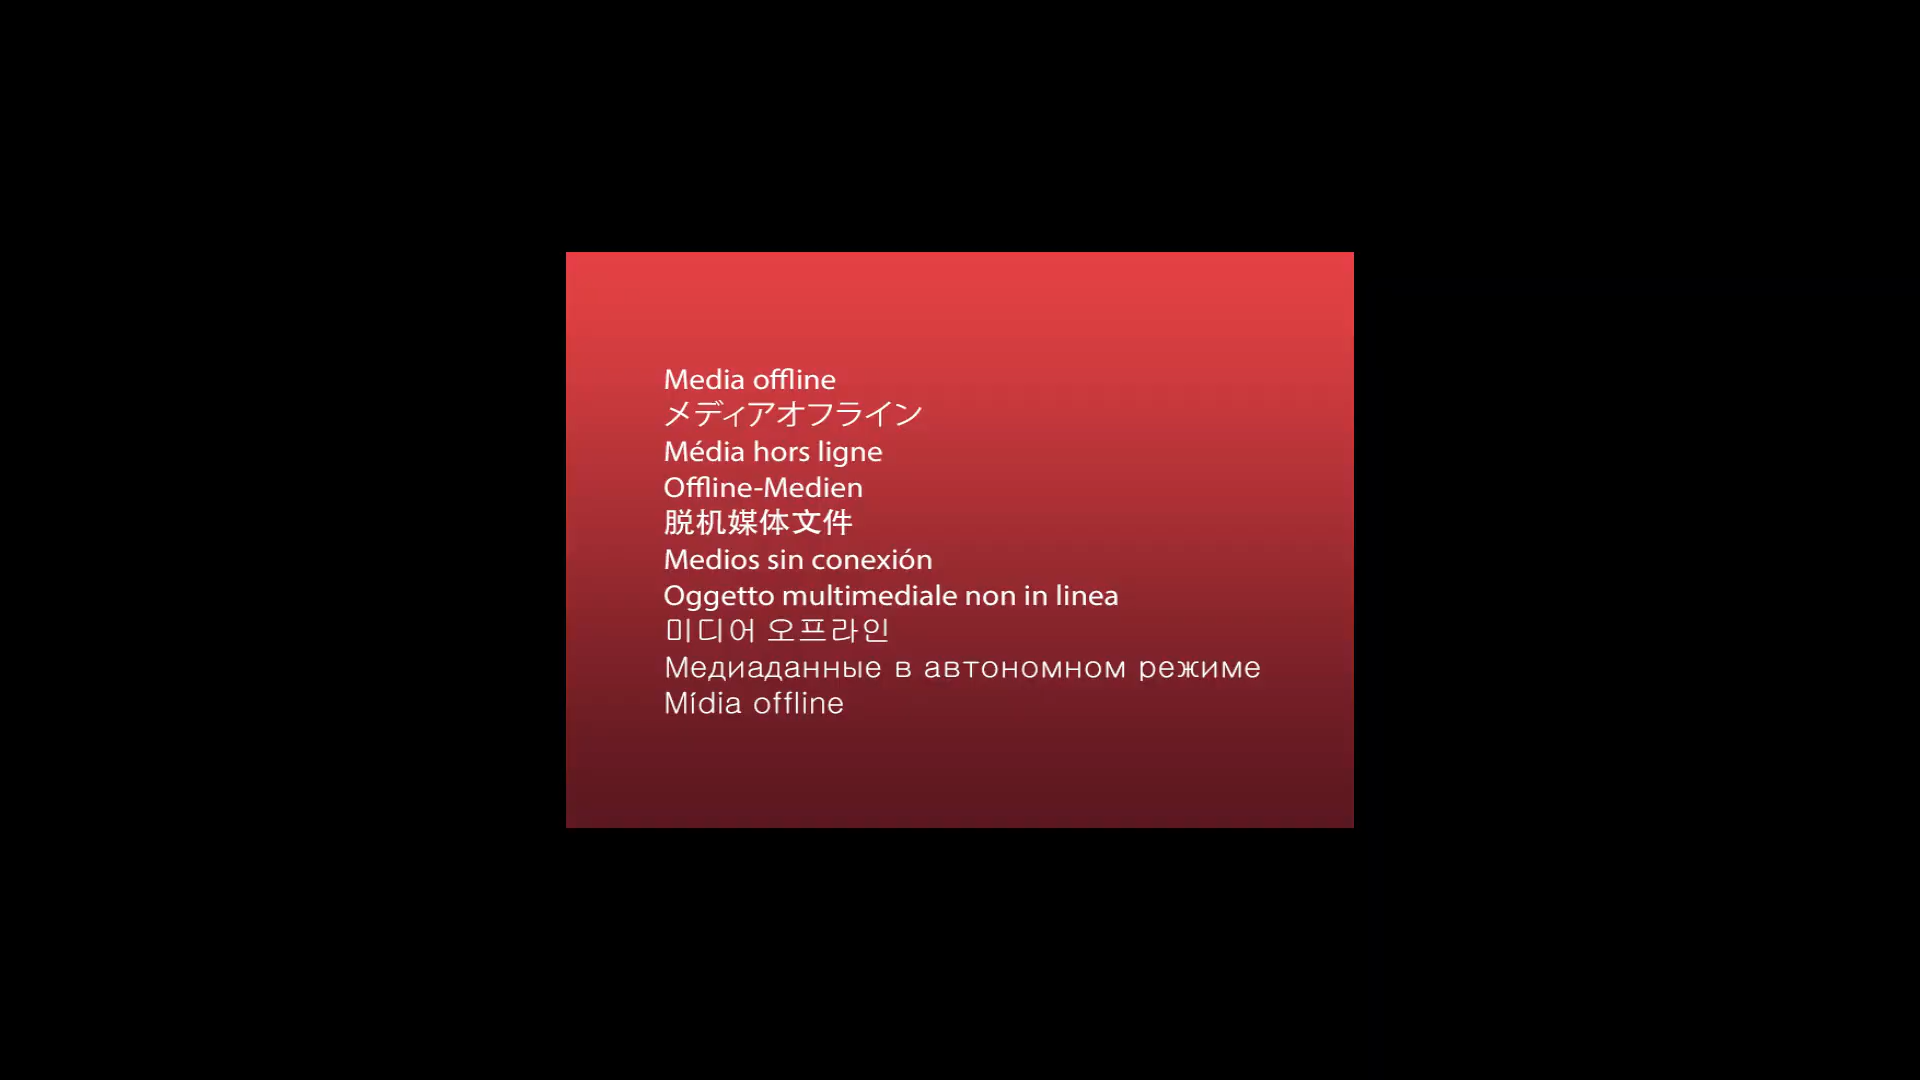 Media offline
メディアオフライン
Média hors ligne
Offline-Medien
脱机媒体文件
Medios sin conexión
Oggetto multimediale non in linea
미디어 오프라인
Медиаданные в автономном режиме
Mídia offline